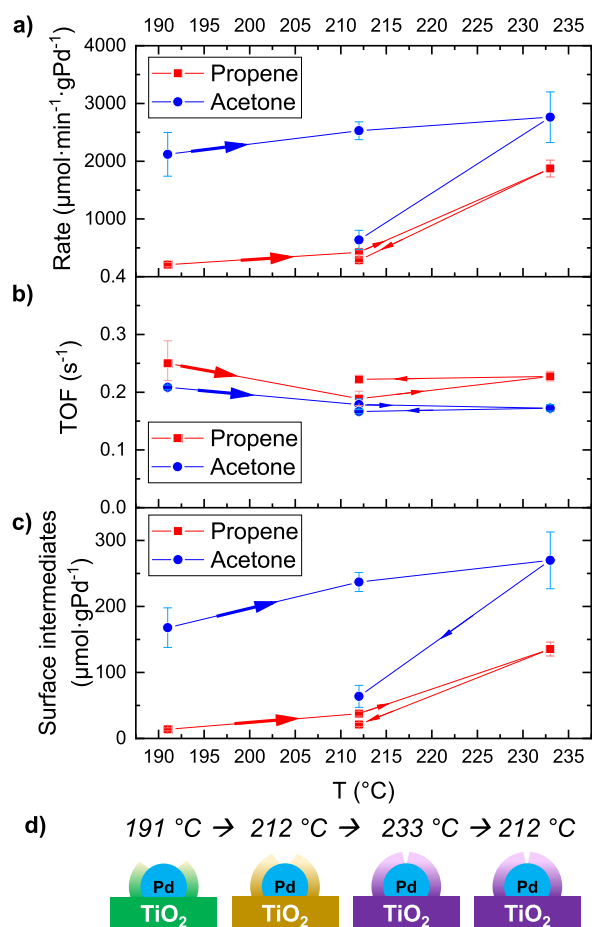 a)
190 195 200 205 210 215 220 225 230 235
4000
3000
2000
1000
0.4
Rate (µmol·min⁻¹·gPd⁻¹)
Propene
Acetone
b)
0.3
0.2
0.1
0.0
TOF (s⁻¹)
Propene
Acetone
c)
300
200
100
0
Surface intermediates
(µmol·gPd⁻¹)
Propene
Acetone
190 195 200 205 210 215 220 225 230 235
T (°C)
d)
191 °C → 212 °C → 233 °C → 212 °C
Pd Pd Pd Pd
TiO₂ TiO₂ TiO₂ TiO₂